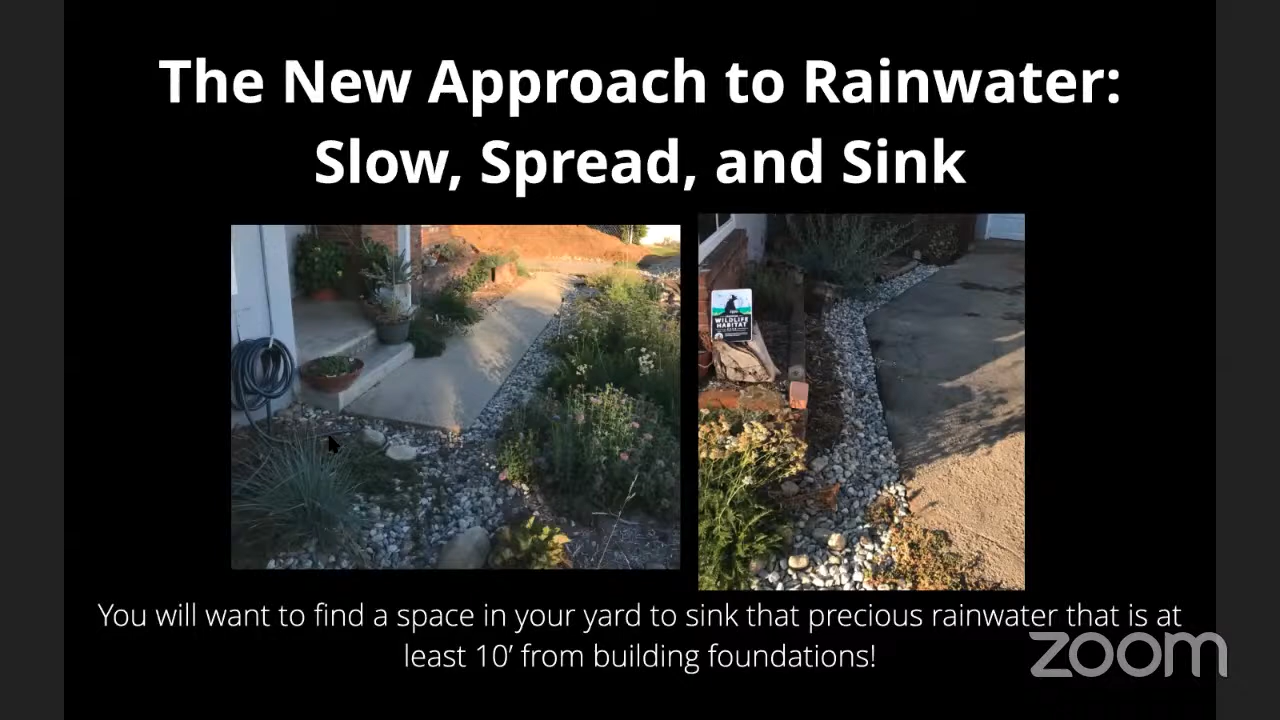 The New Approach to Rainwater:
Slow, Spread, and Sink
WILDLIFE
HABITAT
You will want to find a space in your yard to sink that precious rainwater that is at
least 10’ from building foundations!
zoom